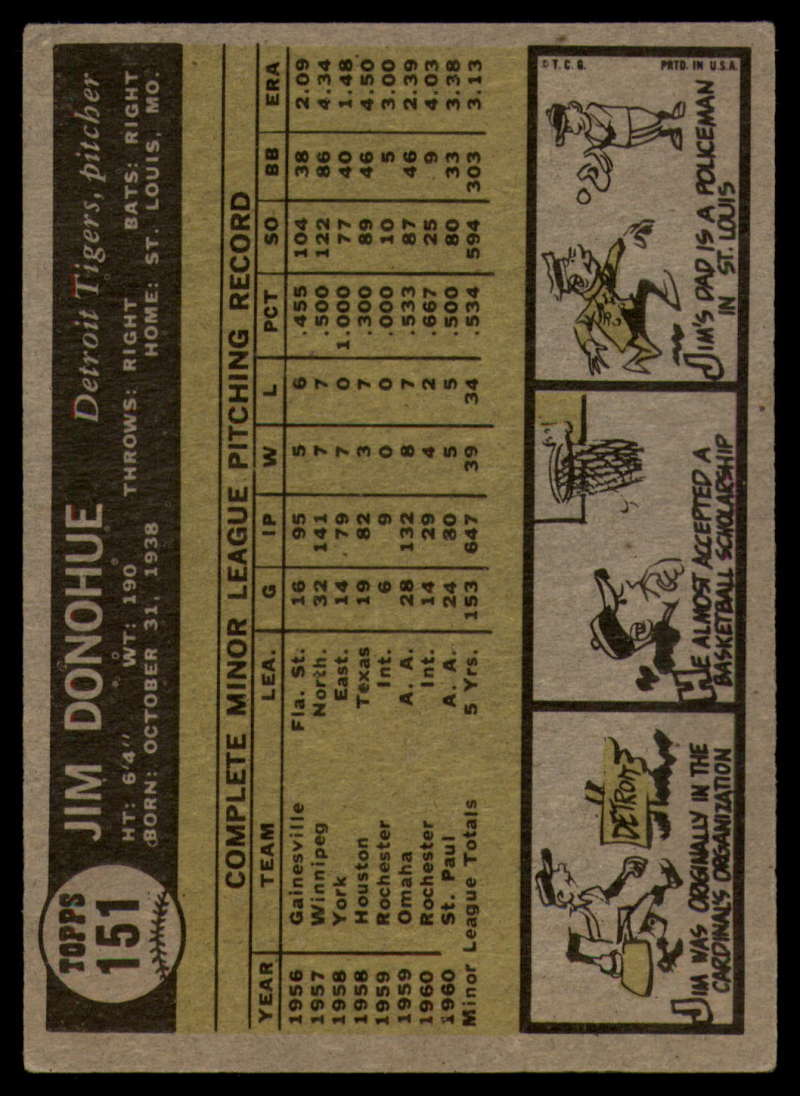 TOPPS
151
JIM DONOHUE Detroit Tigers, pitcher
HT: 6'4" WT: 190 THROWS: RIGHT BATS: RIGHT
BORN: OCTOBER 31, 1938 HOME: ST. LOUIS, MO.
COMPLETE MINOR LEAGUE PITCHING RECORD
YEAR TEAM LEA. G IP W L PCT SO BB ERA
1956 Gainesville Fla. St. 16 95 5 6 .455 104 38 2.09
1957 Winnipeg North. 32 141 7 7 .500 122 86 4.34
1958 York East. 14 79 7 0 1.000 77 40 1.48
1958 Houston Texas 19 82 3 7 .300 89 46 4.50
1959 Rochester Int. 6 9 0 0 .000 10 5 3.00
1959 Omaha A. A. 28 132 8 7 .533 87 46 2.39
1960 Rochester Int. 14 29 4 2 .667 25 9 4.03
1960 St. Paul A. A. 24 80 5 5 .500 80 33 3.38
Minor League Totals 5 Yrs. 153 647 39 34 .534 594 303 3.13
DETROIT
JIM WAS ORIGINALLY IN THE
CARDINAL'S ORGANIZATION
HE ALMOST ACCEPTED A
BASKETBALL SCHOLARSHIP
© T. C. G. PRTD. IN U.S.A.
JIM'S DAD IS A POLICEMAN
IN ST. LOUIS